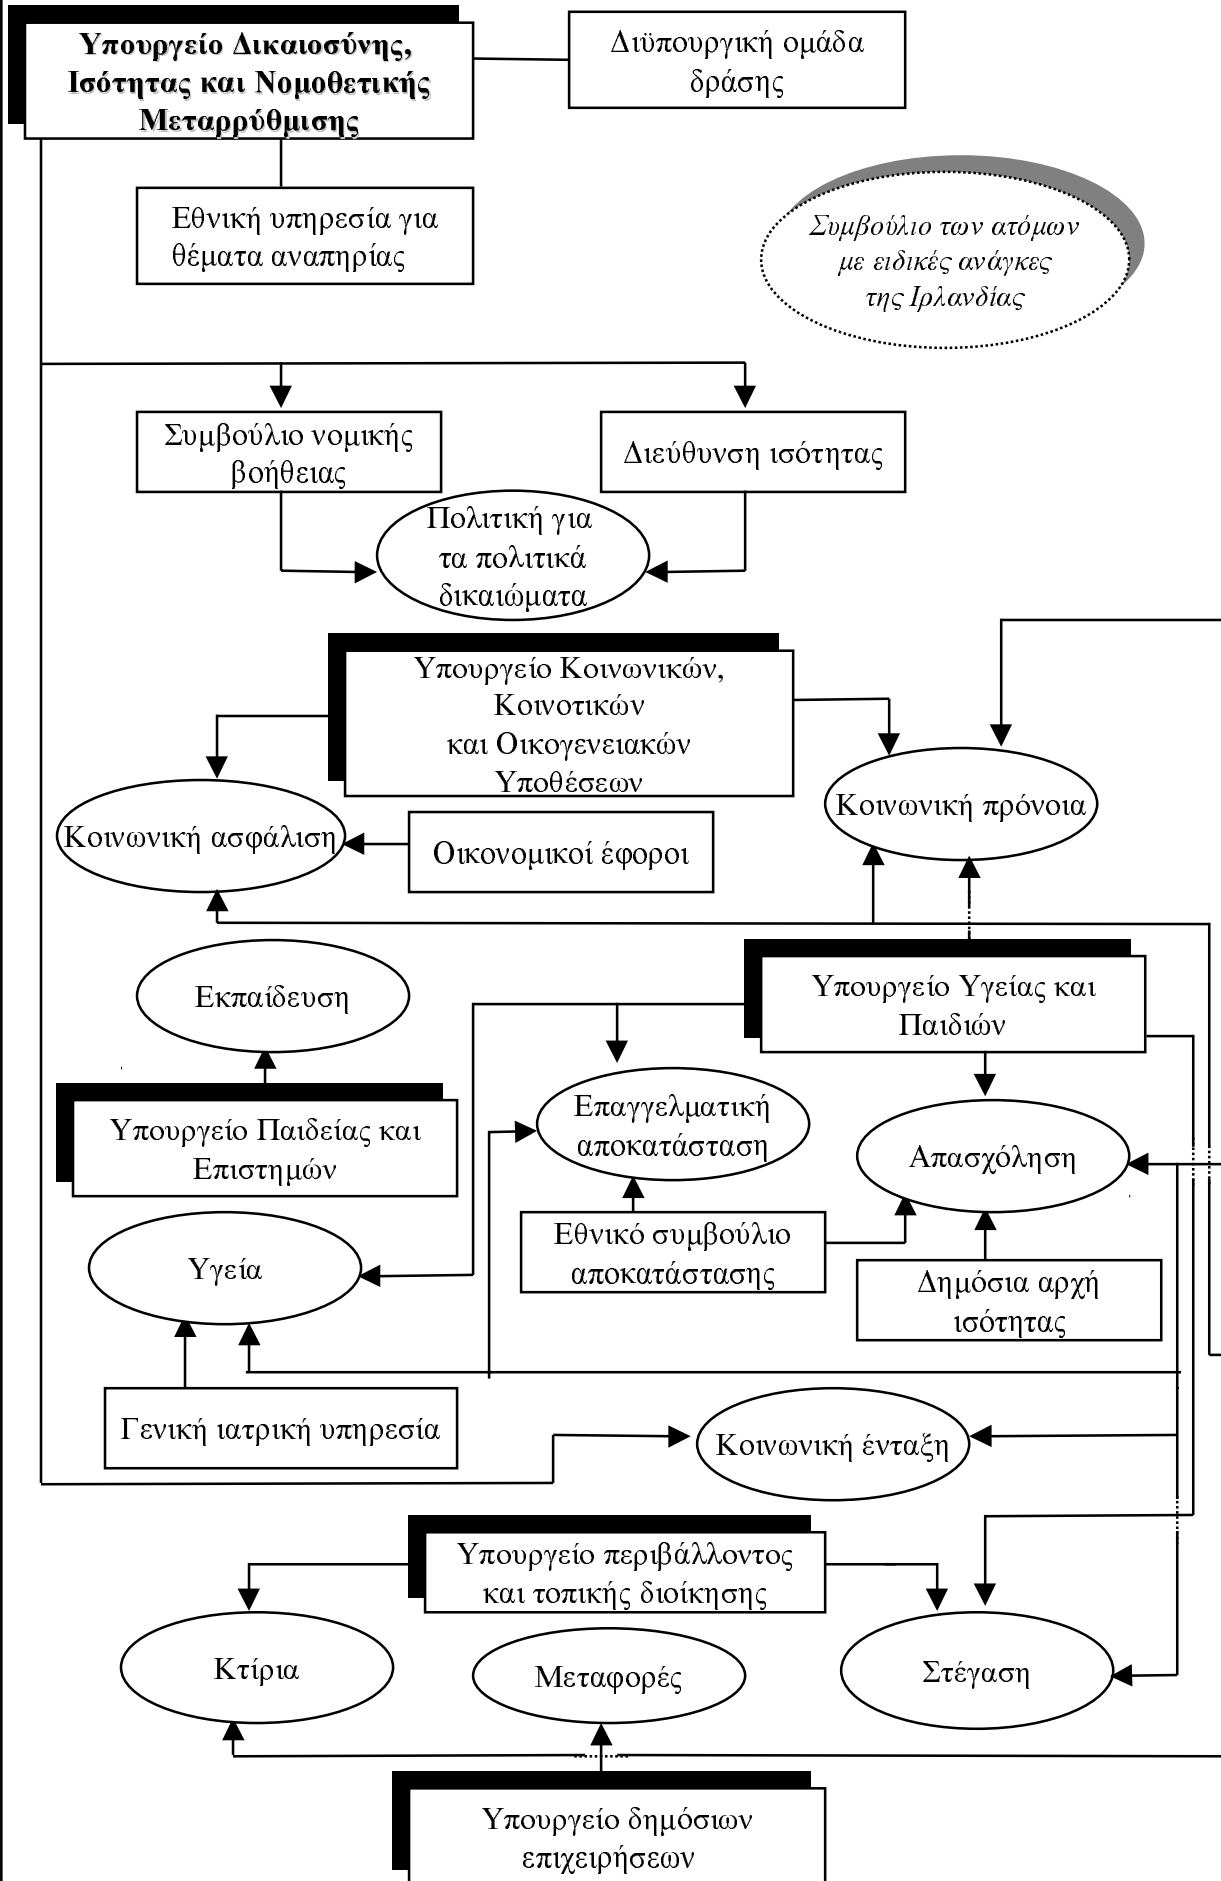 Υπουργείο Δικαιοσύνης,
Ισότητας και Νομοθετικής
Μεταρρύθμισης
Διϋπουργική ομάδα
δράσης
Εθνική υπηρεσία για
θέματα αναπηρίας
Συμβούλιο των ατόμων
με ειδικές ανάγκες
της Ιρλανδίας
Συμβούλιο νομικής
βοήθειας
Διεύθυνση ισότητας
Πολιτική για
τα πολιτικά
δικαιώματα
Υπουργείο Κοινωνικών,
Κοινοτικών
και Οικογενειακών
Υποθέσεων
Κοινωνική πρόνοια
Κοινωνική ασφάλιση
Οικονομικοί έφοροι
Εκπαίδευση
Υπουργείο Υγείας και
Παιδιών
Υπουργείο Παιδείας και
Επιστημών
Επαγγελματική
αποκατάσταση
Απασχόληση
Υγεία
Εθνικό συμβούλιο
αποκατάστασης
Δημόσια αρχή
ισότητας
Γενική ιατρική υπηρεσία
Κοινωνική ένταξη
Υπουργείο περιβάλλοντος
και τοπικής διοίκησης
Κτίρια
Μεταφορές
Στέγαση
Υπουργείο δημόσιων
επιχειρήσεων